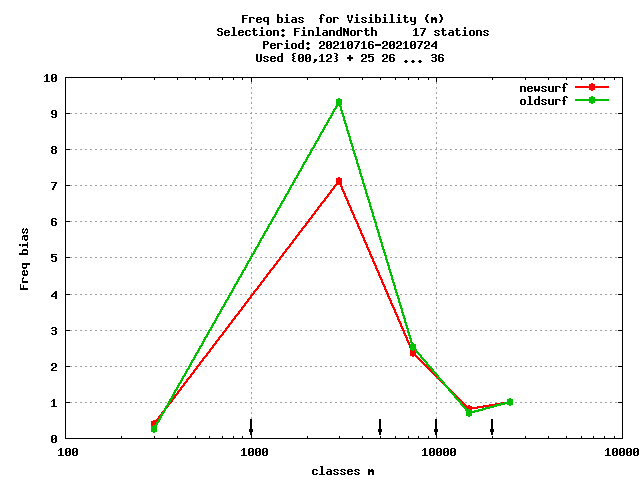 Freq bias  for Visibility (m)
Selection: FinlandNorth     17 stations
Period: 20210716-20210724
Used {00,12} + 25 26 ... 36
newsurf
oldsurf
10
9
8
7
6
5
4
3
2
1
0
Freq bias
100
1000
10000
10000
classes m